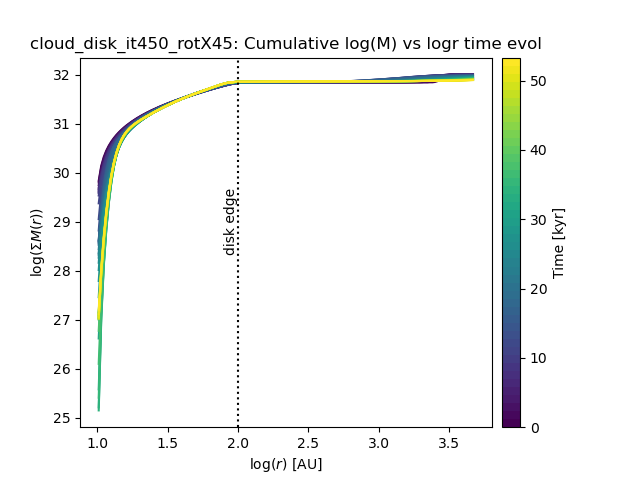 cloud_disk_it450_rotX45: Cumulative log(M) vs logr time evol
32
31
30
29
28
27
26
25
log(ΣM(r))
disk edge
1.0 1.5 2.0 2.5 3.0 3.5
log(r) [AU]
50
40
30
20
10
0
Time [kyr]